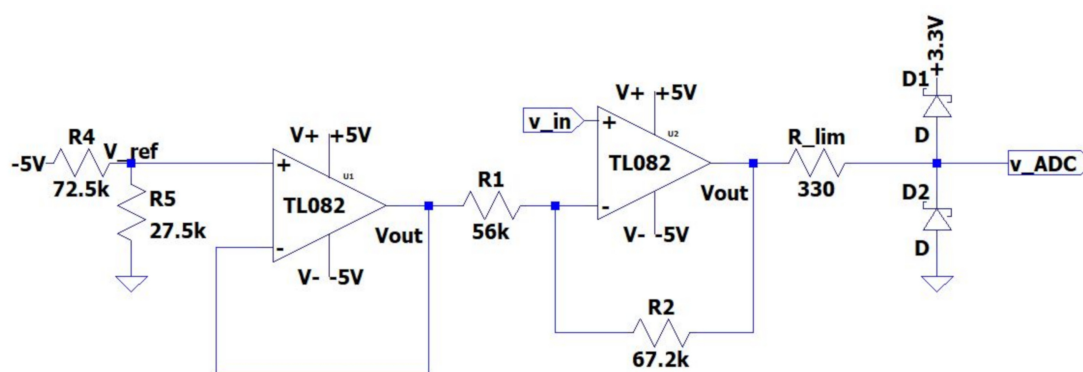 +3.3V
D1
D
V+ +5V
v_in
+
U2
TL082
-
V- -5V
Vout
R_lim
330
v_ADC
D2
D
-5V
R4
72.5k
V_ref
R5
27.5k
V+ +5V
+
U1
TL082
-
V- -5V
Vout
R1
56k
R2
67.2k